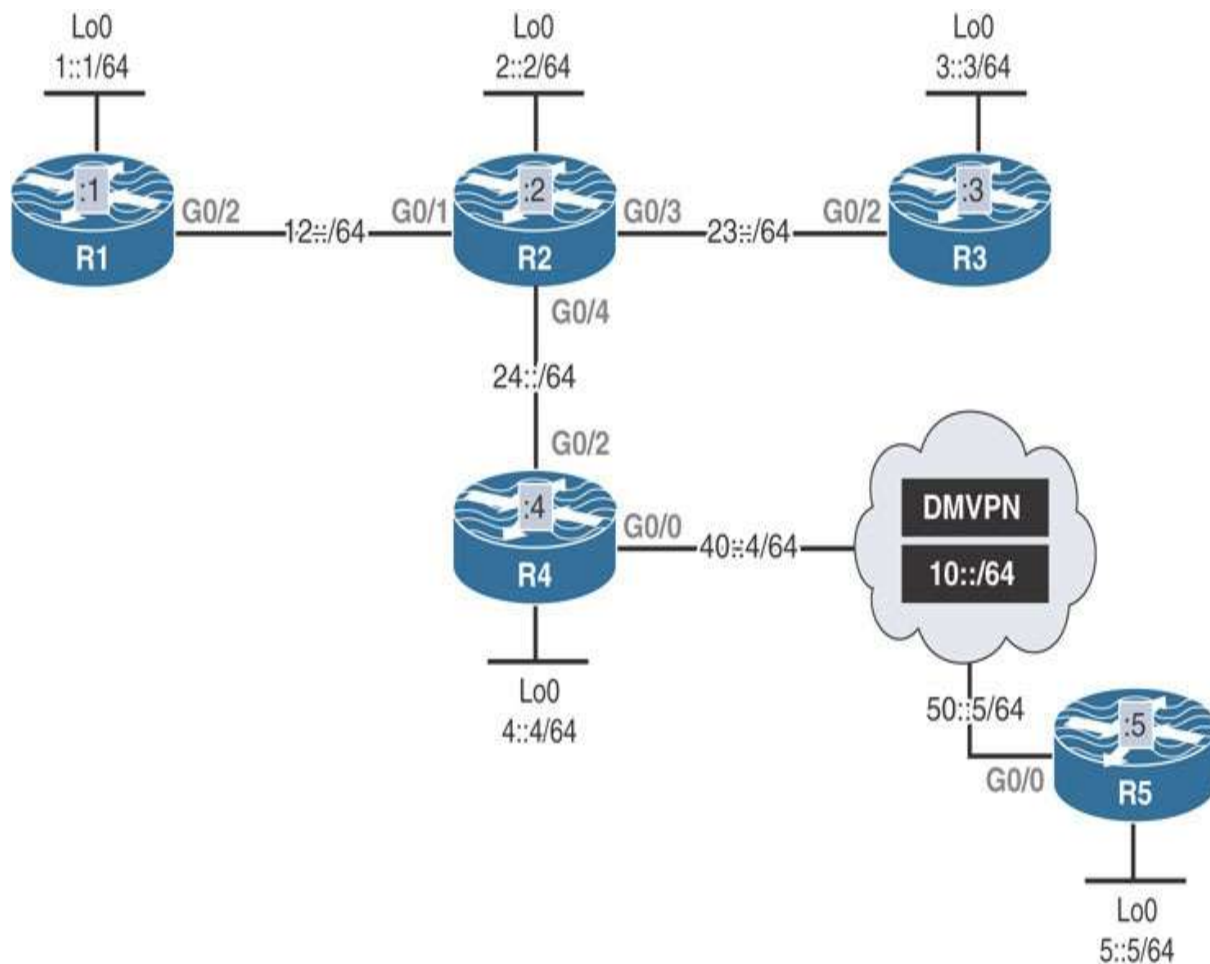 Lo0
1::1/64
Lo0
2::2/64
Lo0
3::3/64
:1
R1
G0/2
12::/64
G0/1
:2
R2
G0/3
23::/64
G0/2
:3
R3
G0/4
24::/64
G0/2
:4
R4
G0/0
40::4/64
DMVPN
10::/64
Lo0
4::4/64
50::5/64
G0/0
:5
R5
Lo0
5::5/64